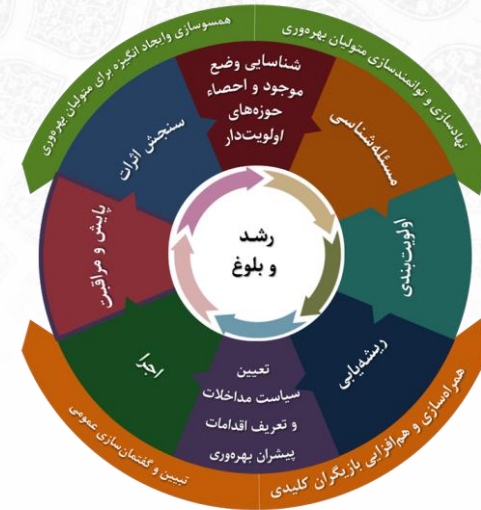 همسوسازی وایجاد انگیزه برای متولیان بهره‌وری
نهادسازی و توانمندسازی متولیان بهره‌وری
شناسایی وضع
موجود و احصاء
حوزه‌های
اولویت‌دار
مسئله‌شناسی
اولویت‌بندی
ریشه‌یابی
تعیین
سیاست مداخلات
و تعریف اقدامات
پیشران بهره‌وری
اجرا
پایش و مراقبت
سنجش اثرات
رشد
و بلوغ
همراه‌سازی و هم‌افزایی بازیگران کلیدی
تبیین و گفتمان‌سازی عمومی